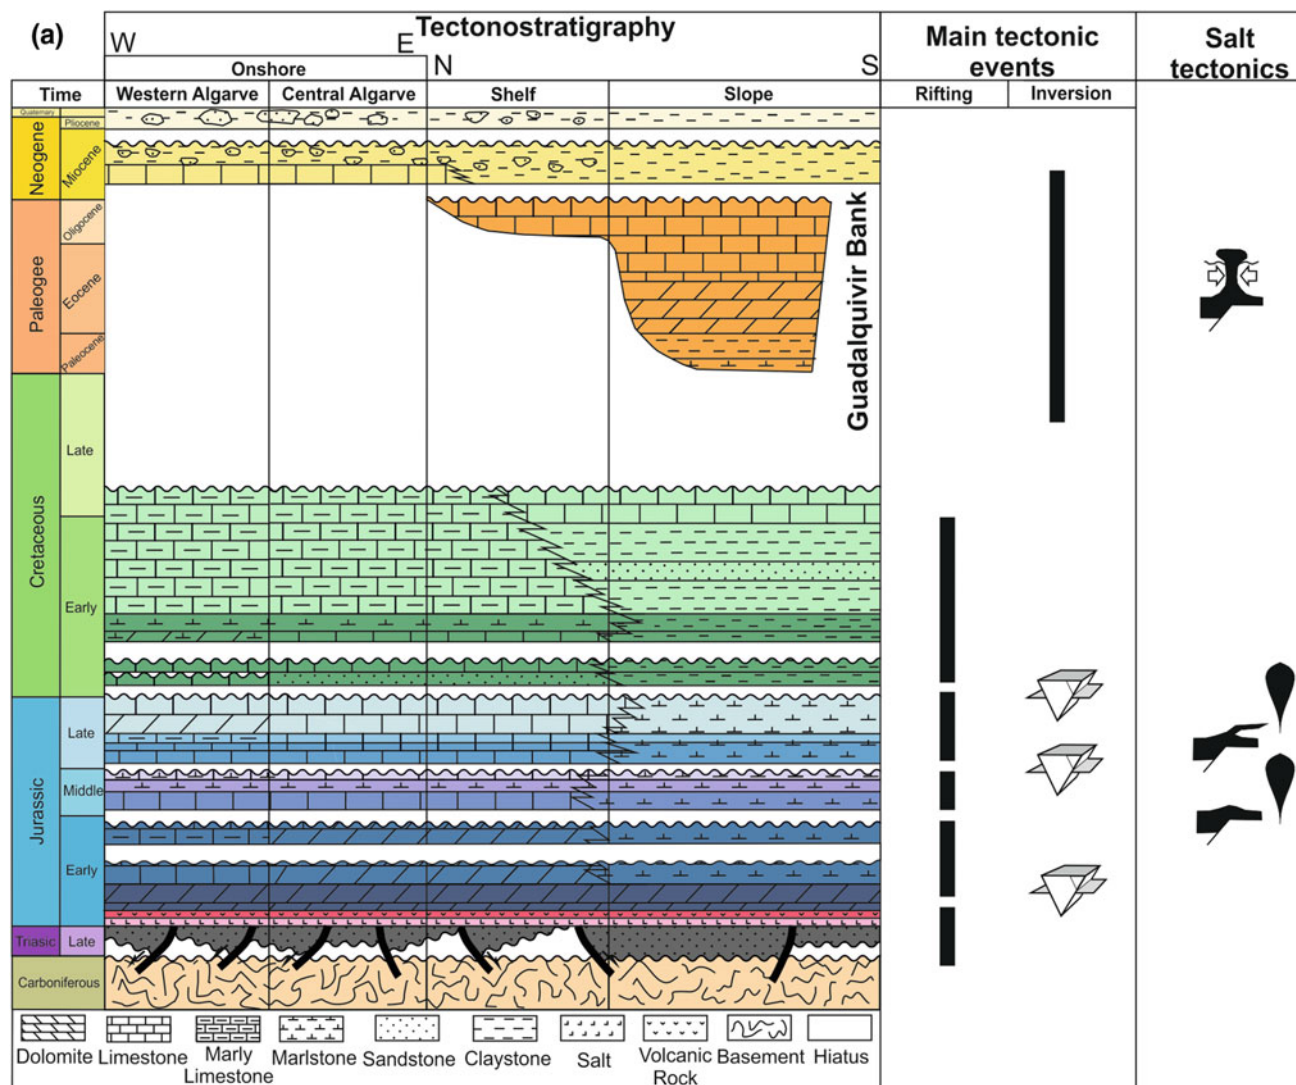 (a)
Tectonostratigraphy
W E
N S
Onshore
Main tectonic
events
Salt
tectonics
Time
Western Algarve
Central Algarve
Shelf
Slope
Rifting
Inversion
Quaternary
Neogene
Pliocene
Miocene
Paleogee
Oligocene
Eocene
Paleocene
Guadalquivir Bank
Cretaceous
Late
Early
Jurassic
Late
Middle
Early
Triasic
Late
Carboniferous
Dolomite
Limestone
Marly
Limestone
Marlstone
Sandstone
Claystone
Salt
Volcanic
Rock
Basement
Hiatus